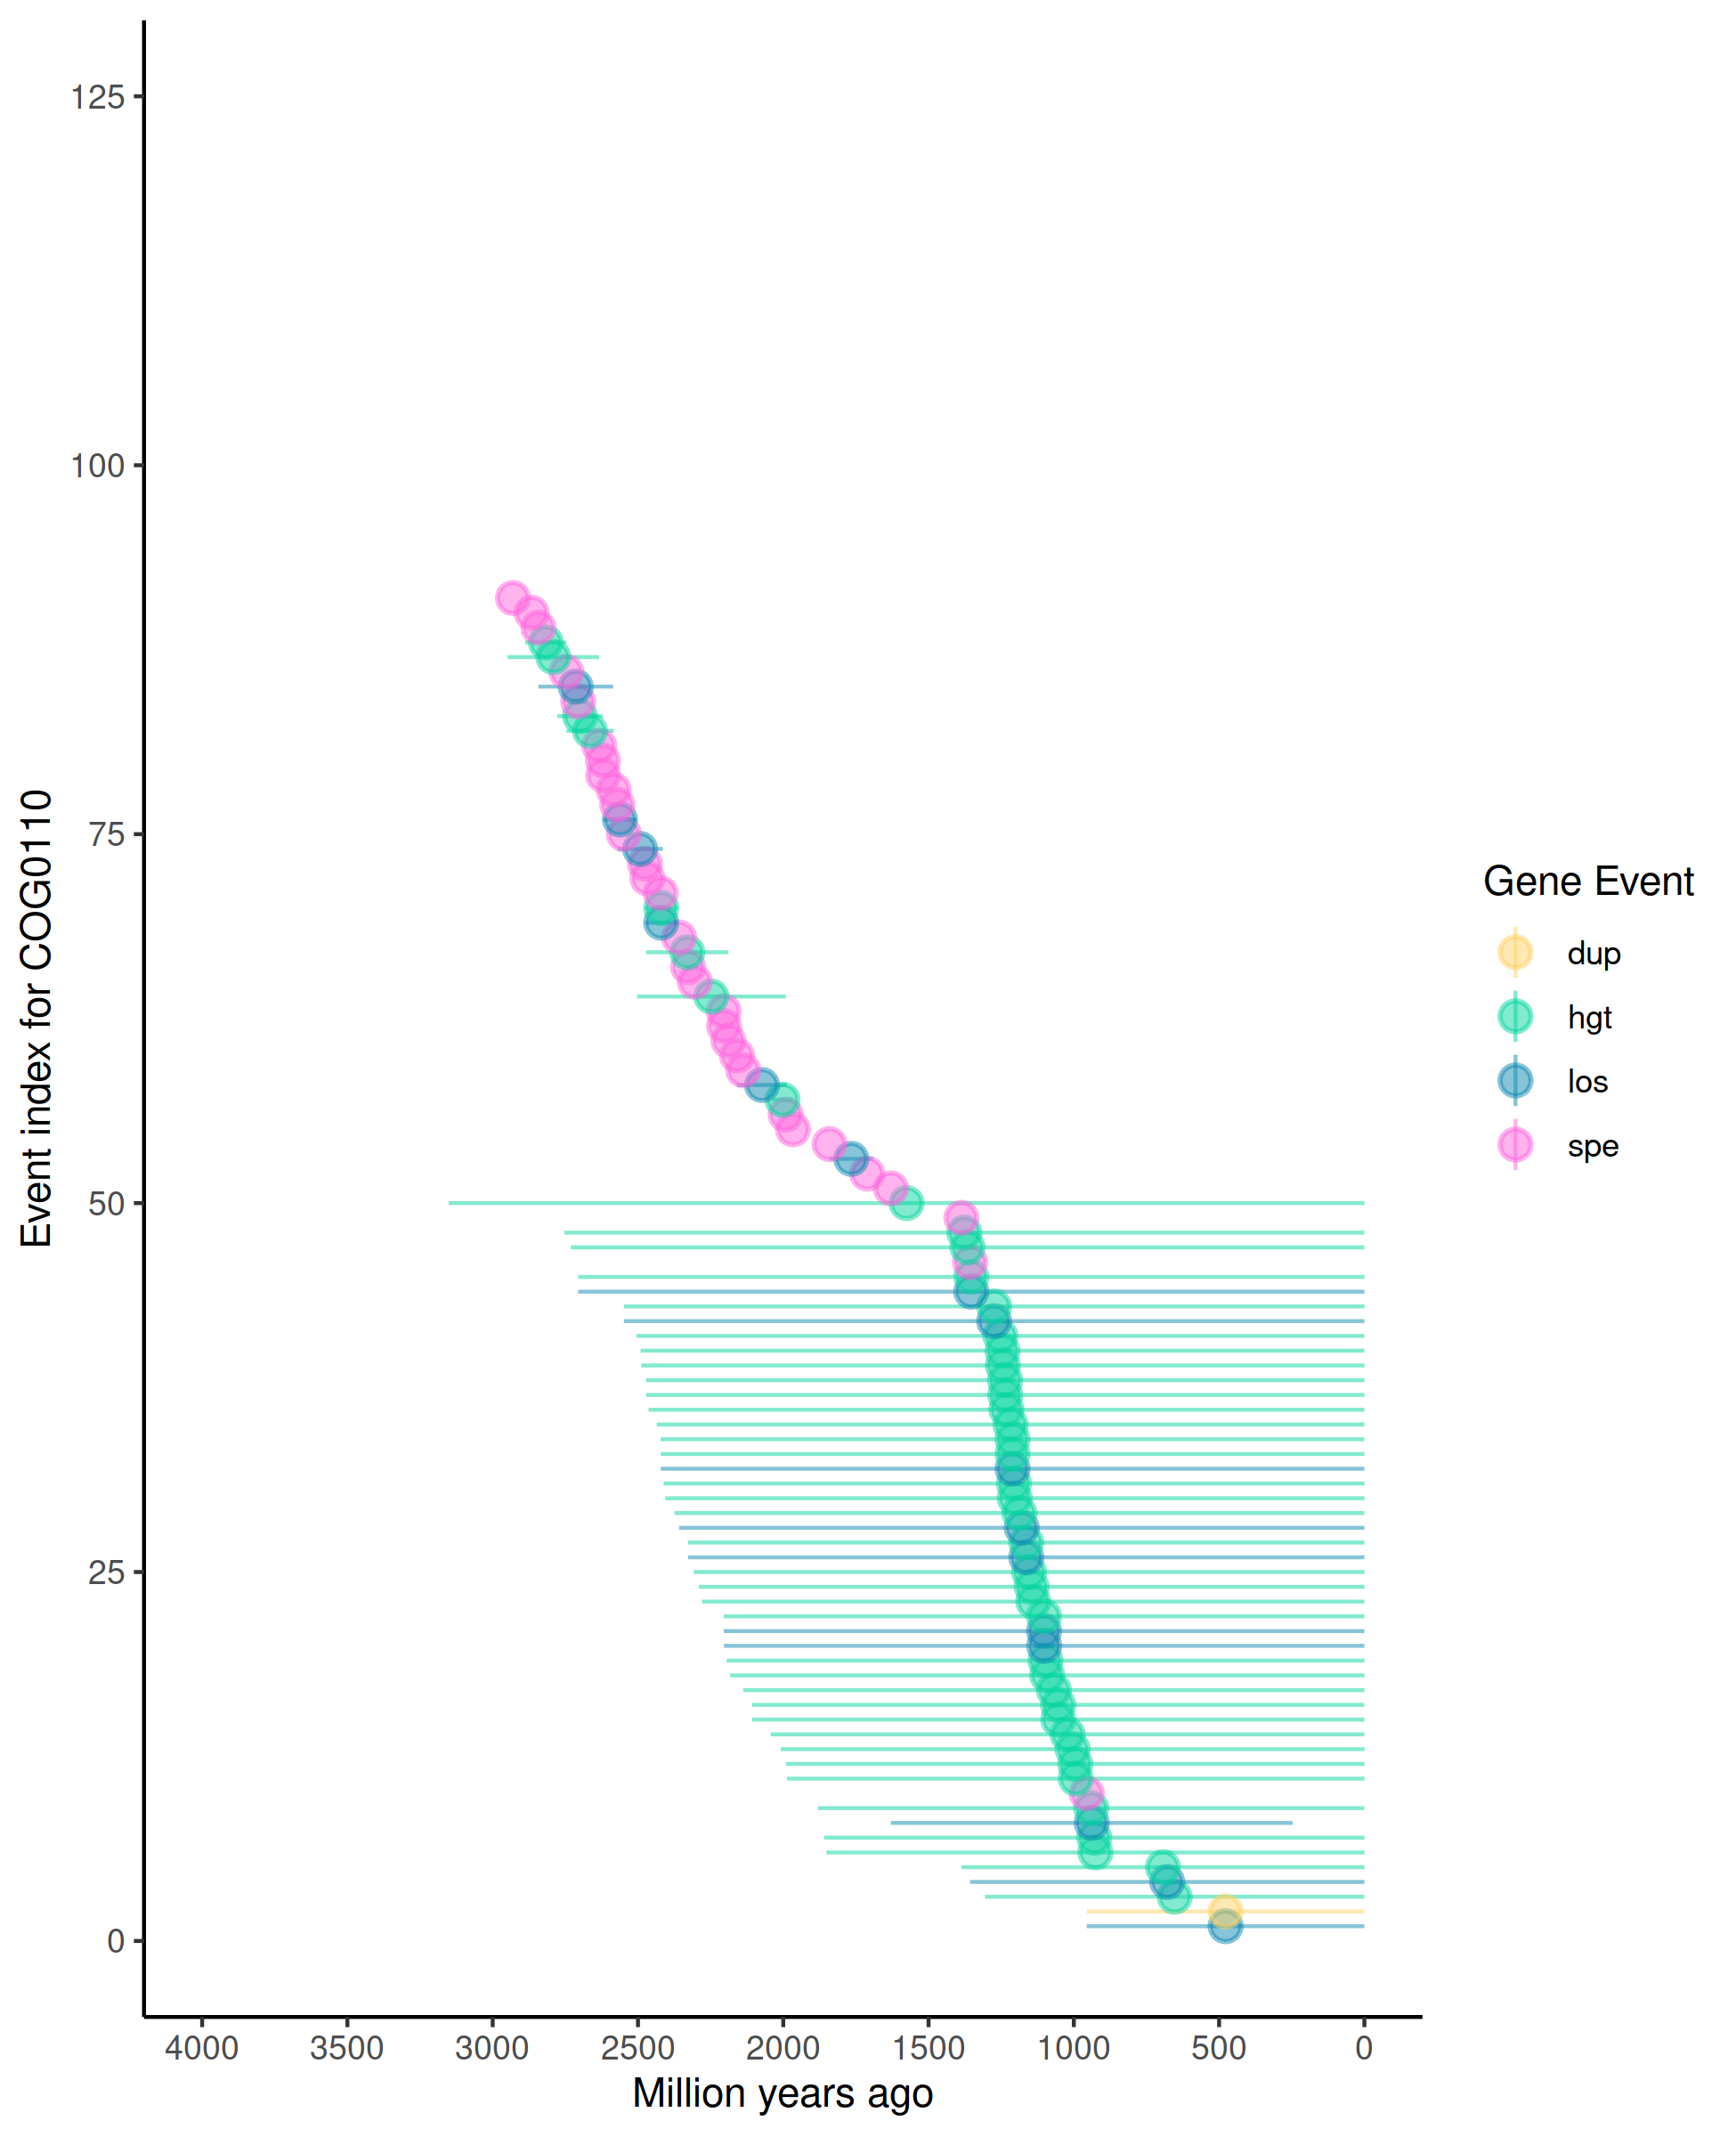 125
100
75
50
25
0
Event index for COG0110
4000 3500 3000 2500 2000 1500 1000 500 0
Million years ago
Gene Event
dup
hgt
los
spe